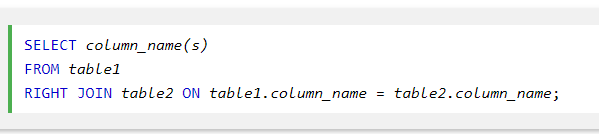 SELECT column_name(s)
FROM table1
RIGHT JOIN table2 ON table1.column_name = table2.column_name;